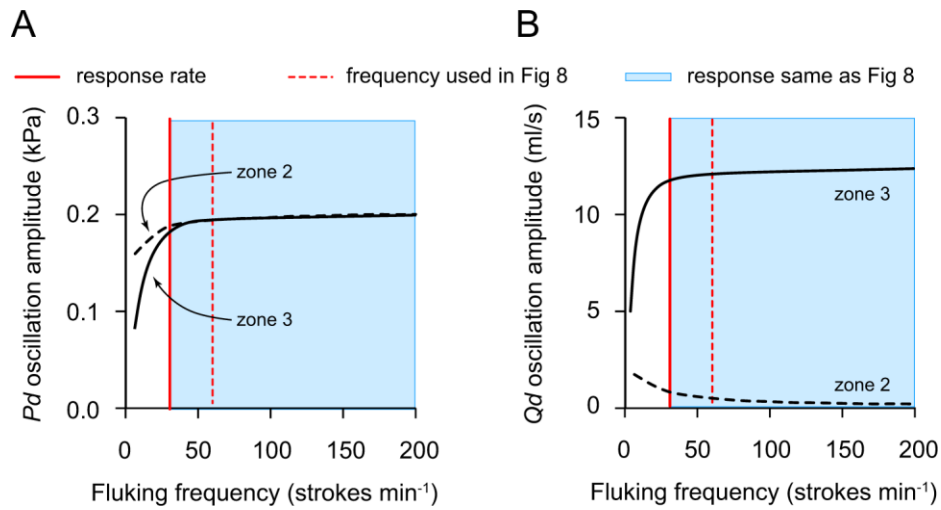 A
B
response rate
frequency used in Fig 8
response same as Fig 8
Pd oscillation amplitude (kPa)
0.3
0.2
0.1
0.0
zone 2
zone 3
0
50
100
150
200
Fluking frequency (strokes min⁻¹)
Qd oscillation amplitude (ml/s)
15
10
5
0
zone 3
zone 2
0
50
100
150
200
Fluking frequency (strokes min⁻¹)